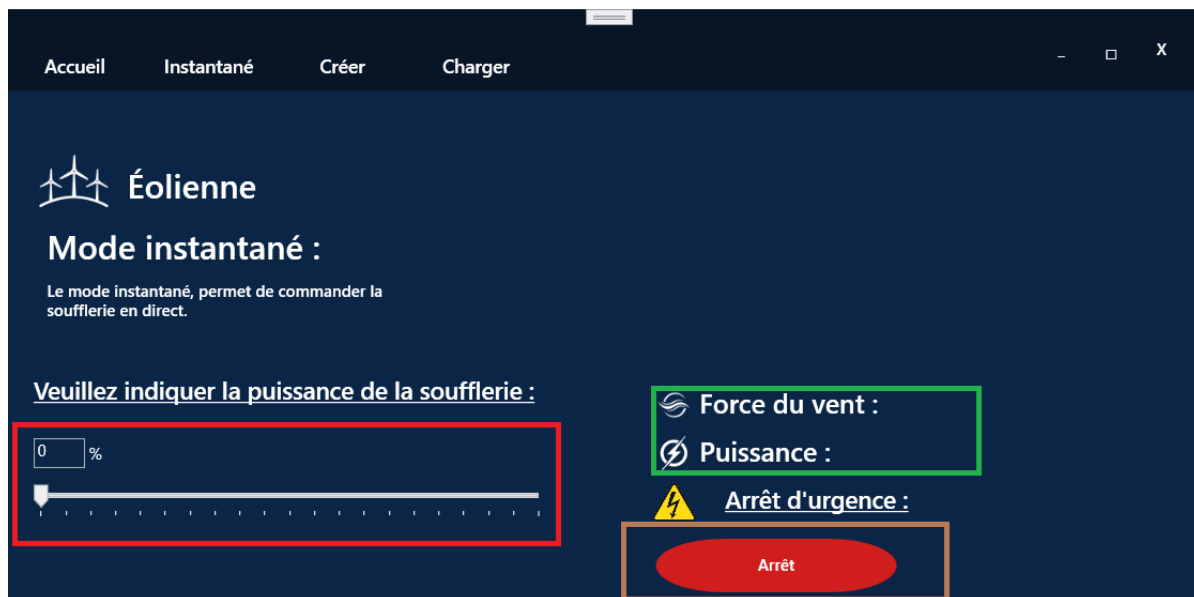 Accueil Instantané Créer Charger
Éolienne
Mode instantané :
Le mode instantané, permet de commander la
soufflerie en direct.
Veuillez indiquer la puissance de la soufflerie :
0 %
Force du vent :
Puissance :
Arrêt d'urgence :
Arrêt